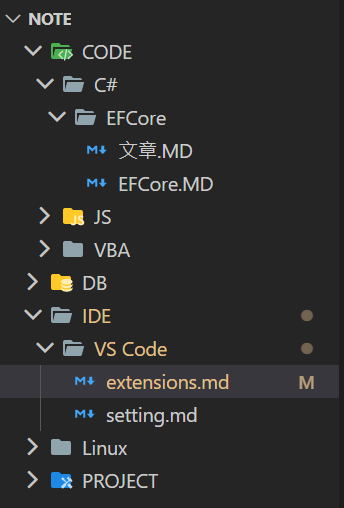 NOTE
CODE
C#
EFCore
文章.MD
EFCore.MD
JS
VBA
DB
IDE
VS Code
extensions.md M
setting.md
Linux
PROJECT